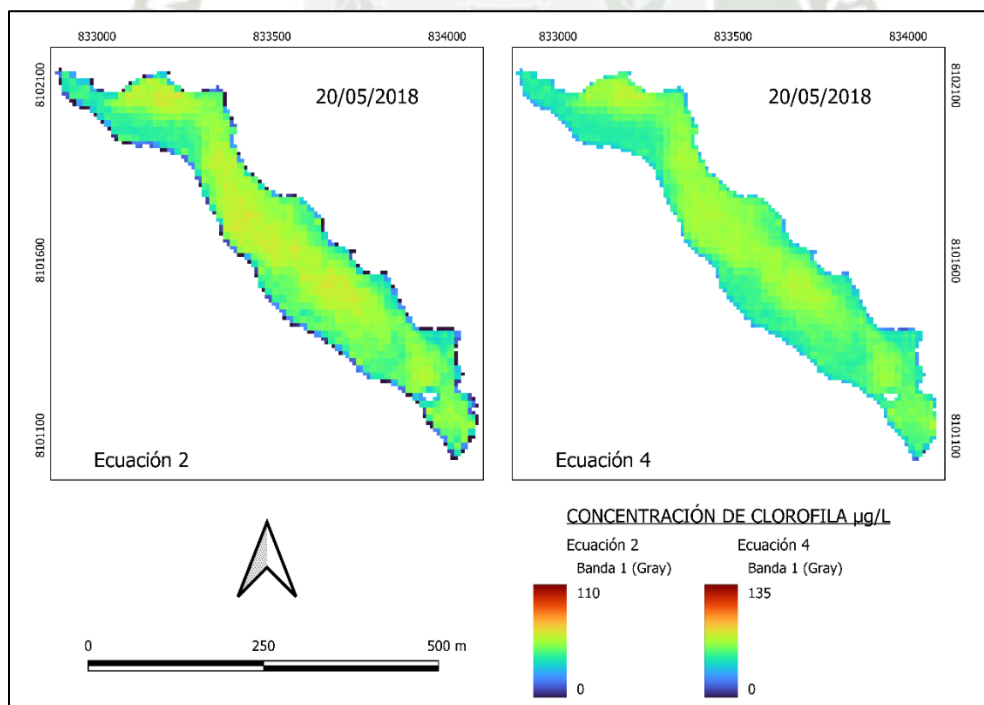 833000 833500 834000
833000 833500 834000
8102100
8101600
8101100
20/05/2018
Ecuación 2
20/05/2018
Ecuación 4
8102100
8101600
8101100
CONCENTRACIÓN DE CLOROFILA µg/L
Ecuación 2
Banda 1 (Gray)
110
0
Ecuación 4
Banda 1 (Gray)
135
0
0 250 500 m